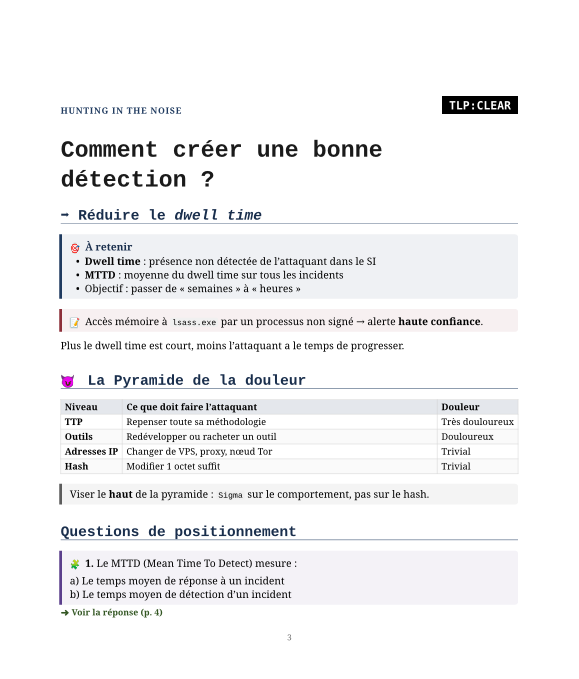 HUNTING IN THE NOISE
TLP:CLEAR
Comment créer une bonne
détection ?
➡ Réduire le dwell time
🎯 À retenir
• Dwell time : présence non détectée de l'attaquant dans le SI
• MTTD : moyenne du dwell time sur tous les incidents
• Objectif : passer de « semaines » à « heures »
📝 Accès mémoire à lsass.exe par un processus non signé → alerte haute confiance.
Plus le dwell time est court, moins l'attaquant a le temps de progresser.
😈 La Pyramide de la douleur
Niveau Ce que doit faire l'attaquant Douleur
TTP Repenser toute sa méthodologie Très douloureux
Outils Redévelopper ou racheter un outil Douloureux
Adresses IP Changer de VPS, proxy, nœud Tor Trivial
Hash Modifier 1 octet suffit Trivial
Viser le haut de la pyramide : Sigma sur le comportement, pas sur le hash.
Questions de positionnement
🧩 1. Le MTTD (Mean Time To Detect) mesure :
a) Le temps moyen de réponse à un incident
b) Le temps moyen de détection d'un incident
➜ Voir la réponse (p. 4)
3